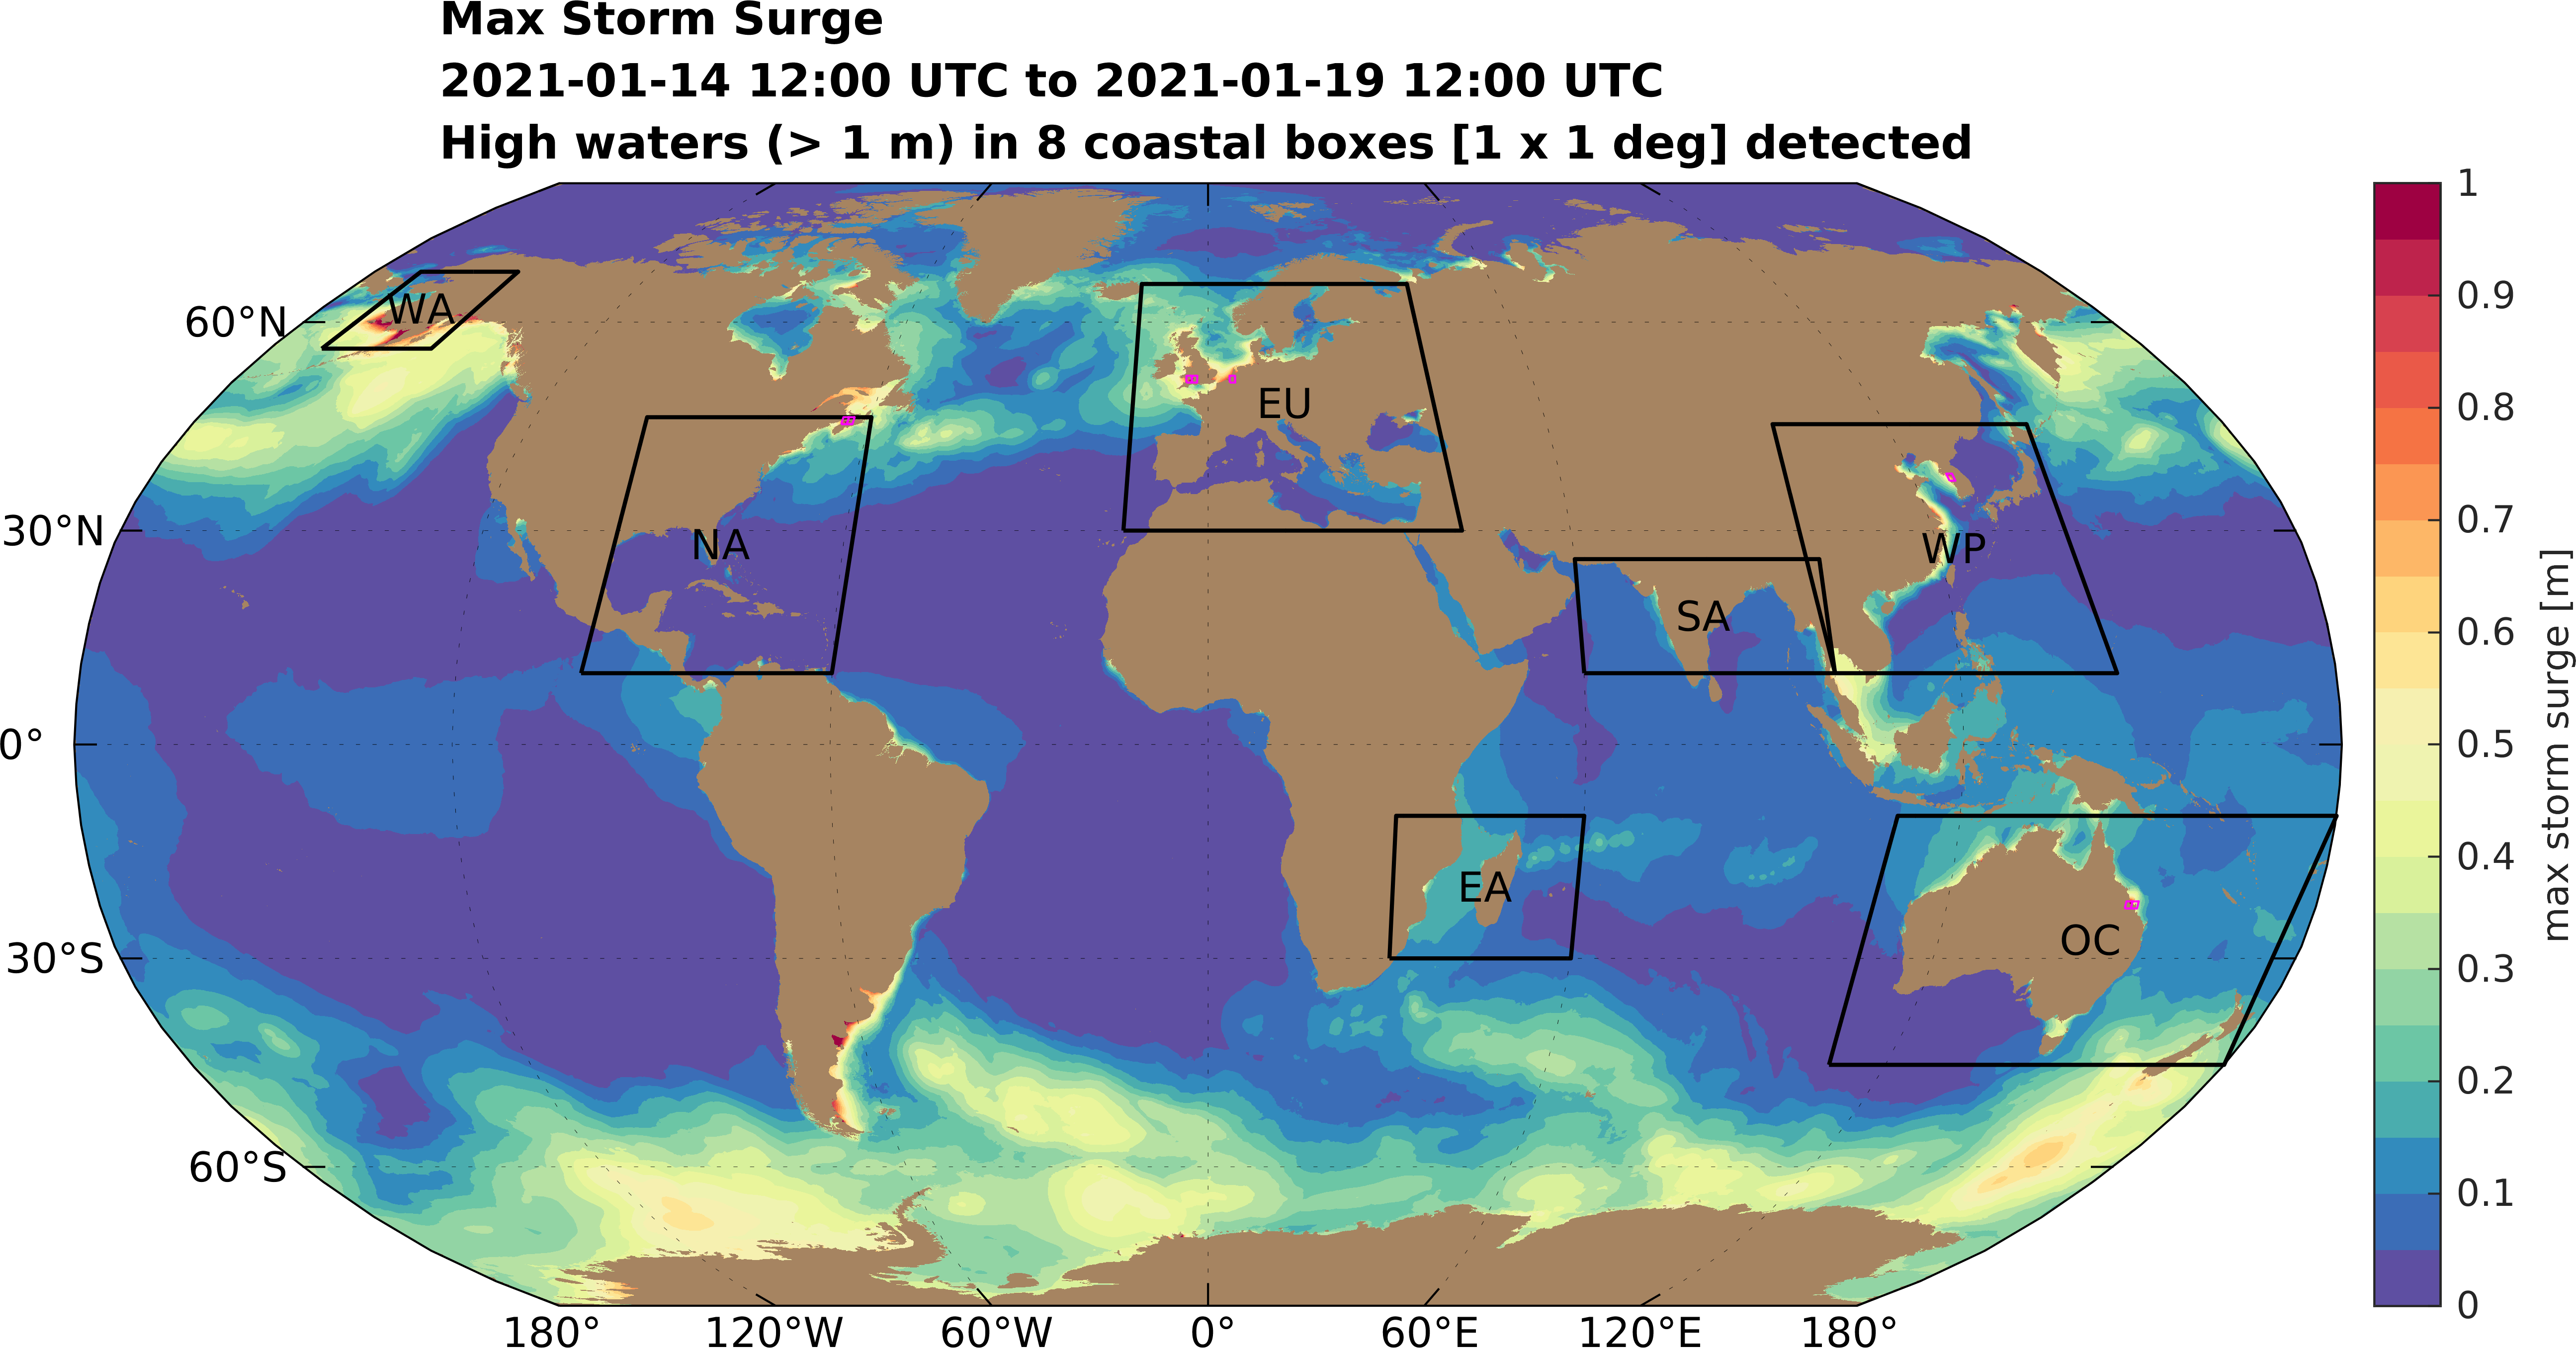 Max Storm Surge
2021-01-14 12:00 UTC to 2021-01-19 12:00 UTC
High waters (> 1 m) in 8 coastal boxes [1 x 1 deg] detected
60°N
30°N
0°
30°S
60°S
180°
120°W
60°W
0°
60°E
120°E
180°
WA
NA
EU
SA
WP
EA
OC
1
0.9
0.8
0.7
0.6
0.5
0.4
0.3
0.2
0.1
0
max storm surge [m]